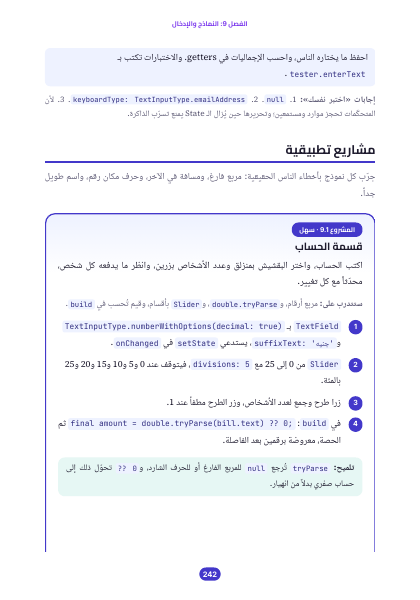 الفصل 9: النماذج والإدخال
احفظ ما يختاره الناس، واحسب الإجماليات في getters. والاختبارات تكتب بـ
tester.enterText .
إجابات «اختبر نفسك»: 1. null . 2. keyboardType: TextInputType.emailAddress . 3. لأن
المتحكّمات تحجز موارد ومستمعين؛ وتحريرها حين يُزال الـ State يمنع تسرّب الذاكرة.
مشاريع تطبيقية
جرّب كل نموذج بأخطاء الناس الحقيقية: مربع فارغ، ومسافة في الآخر، وحرف مكان رقم، واسم طويل
جداً.
المشروع 9.1 · سهل
قسمة الحساب
اكتب الحساب، واختر البقشيش بمنزلق وعدد الأشخاص بزرين، وانظر ما يدفعه كل شخص،
محدّثاً مع كل تغيير.
ستتدرب على: مربع أرقام، و double.tryParse ، و Slider بأقسام، وقيم تُحسب في build .
1 TextField بـ TextInputType.numberWithOptions(decimal: true)
و suffixText: 'جنيه' ، يستدعي setState في onChanged .
2 Slider من 0 إلى 25 مع divisions: 5 ، فيتوقف عند 0 و5 و10 و15 و20 و25
بالمئة.
3 زرا طرح وجمع لعدد الأشخاص، وزر الطرح مطفأ عند 1.
4 في build : final amount = double.tryParse(bill.text) ?? 0; ثم
الحصة، معروضة برقمين بعد الفاصلة.
تلميح: tryParse تُرجع null للمربع الفارغ أو للحرف الشارد، و ?? 0 تحوّل ذلك إلى
حساب صفري بدلاً من انهيار.
242